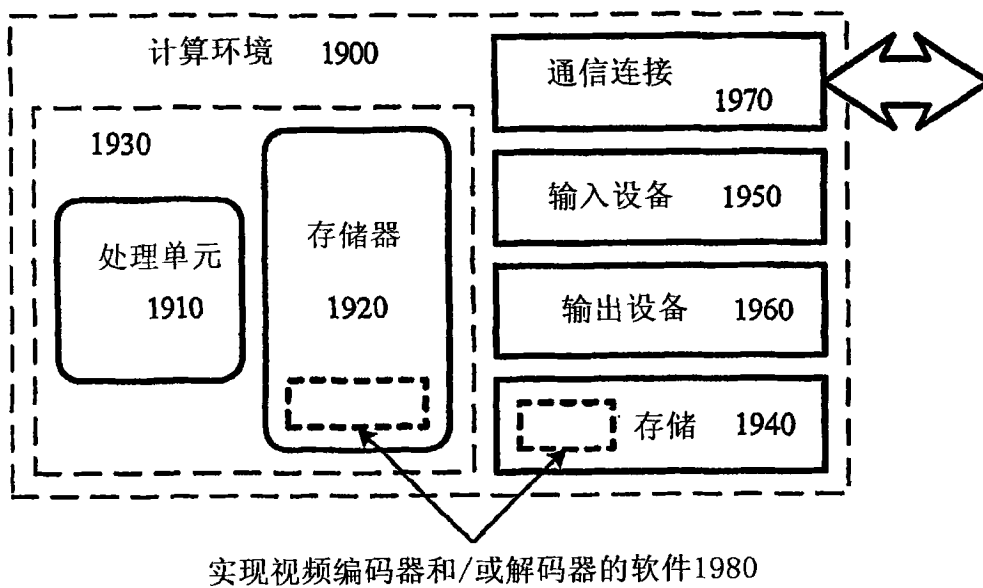 计算环境 1900
1930
处理单元
1910
存储器
1920
通信连接
1970
输入设备 1950
输出设备 1960
存储 1940
实现视频编码器和/或解码器的软件1980